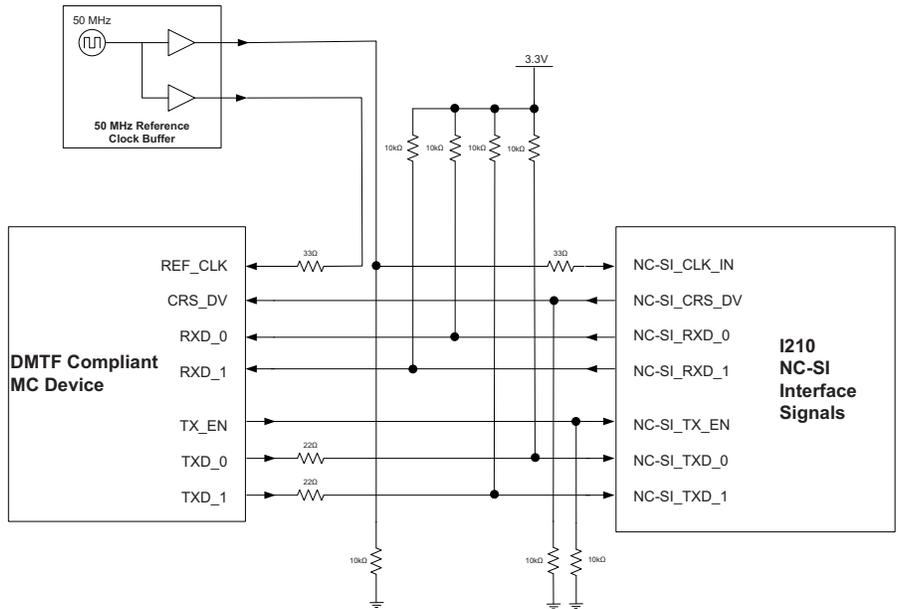 50 MHz
50 MHz Reference
Clock Buffer
3.3V
10kΩ
10kΩ
10kΩ
10kΩ
DMTF Compliant
MC Device
REF_CLK
CRS_DV
RXD_0
RXD_1
TX_EN
TXD_0
TXD_1
33Ω
33Ω
22Ω
22Ω
NC-SI_CLK_IN
NC-SI_CRS_DV
NC-SI_RXD_0
NC-SI_RXD_1
NC-SI_TX_EN
NC-SI_TXD_0
NC-SI_TXD_1
I210
NC-SI
Interface
Signals
10kΩ
10kΩ
10kΩ